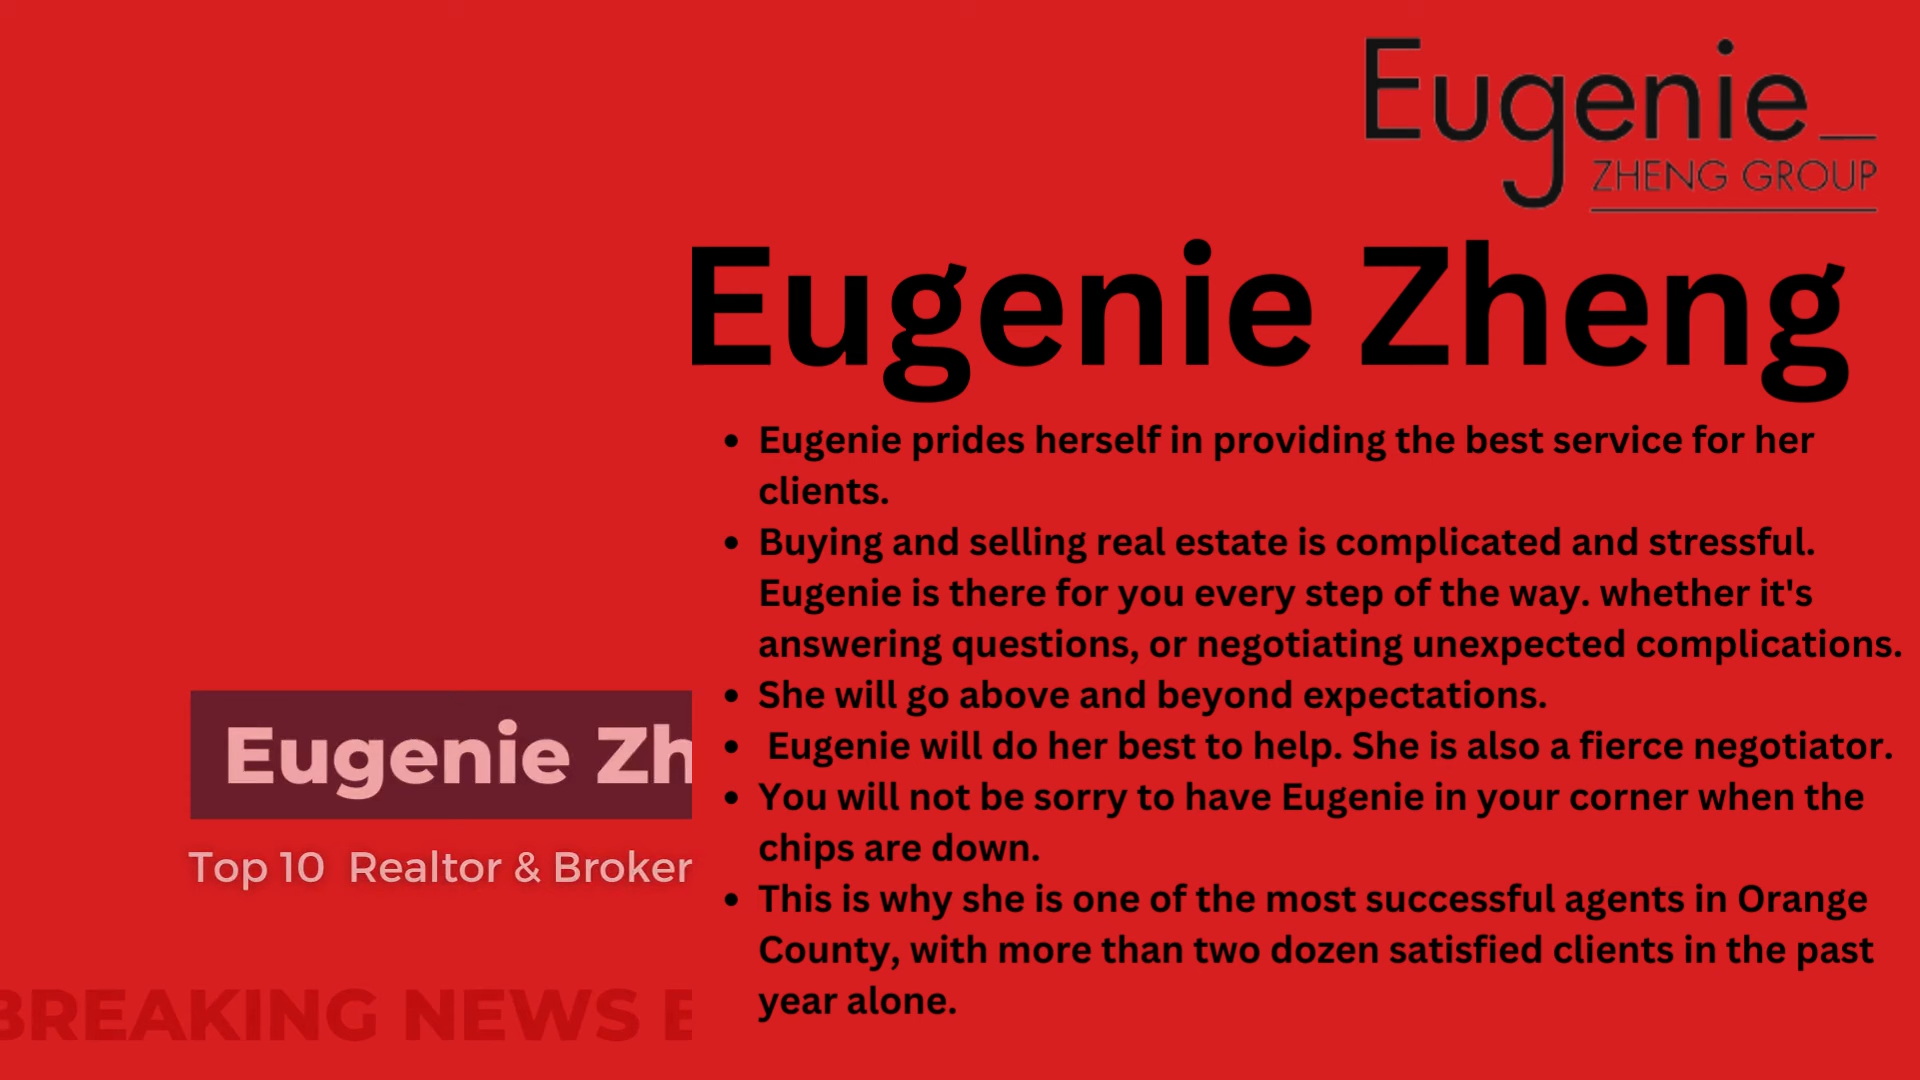 Eugenie_
ZHENG GROUP
Eugenie Zheng
• Eugenie prides herself in providing the best service for her
clients.
• Buying and selling real estate is complicated and stressful.
Eugenie is there for you every step of the way. whether it's
answering questions, or negotiating unexpected complications.
• She will go above and beyond expectations.
• Eugenie will do her best to help. She is also a fierce negotiator.
• You will not be sorry to have Eugenie in your corner when the
chips are down.
• This is why she is one of the most successful agents in Orange
County, with more than two dozen satisfied clients in the past
year alone.
Eugenie Zh
Top 10 Realtor & Broker
BREAKING NEWS